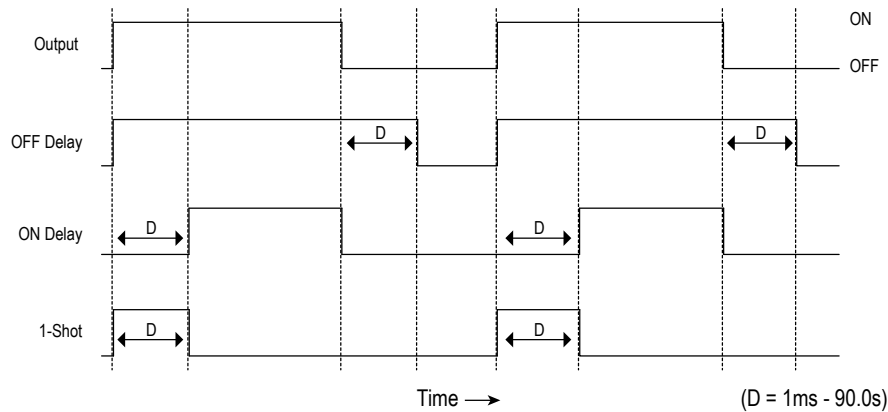 Output
ON
OFF
OFF Delay
D
D
ON Delay
D
D
1-Shot
D
D
Time
(D = 1ms - 90.0s)